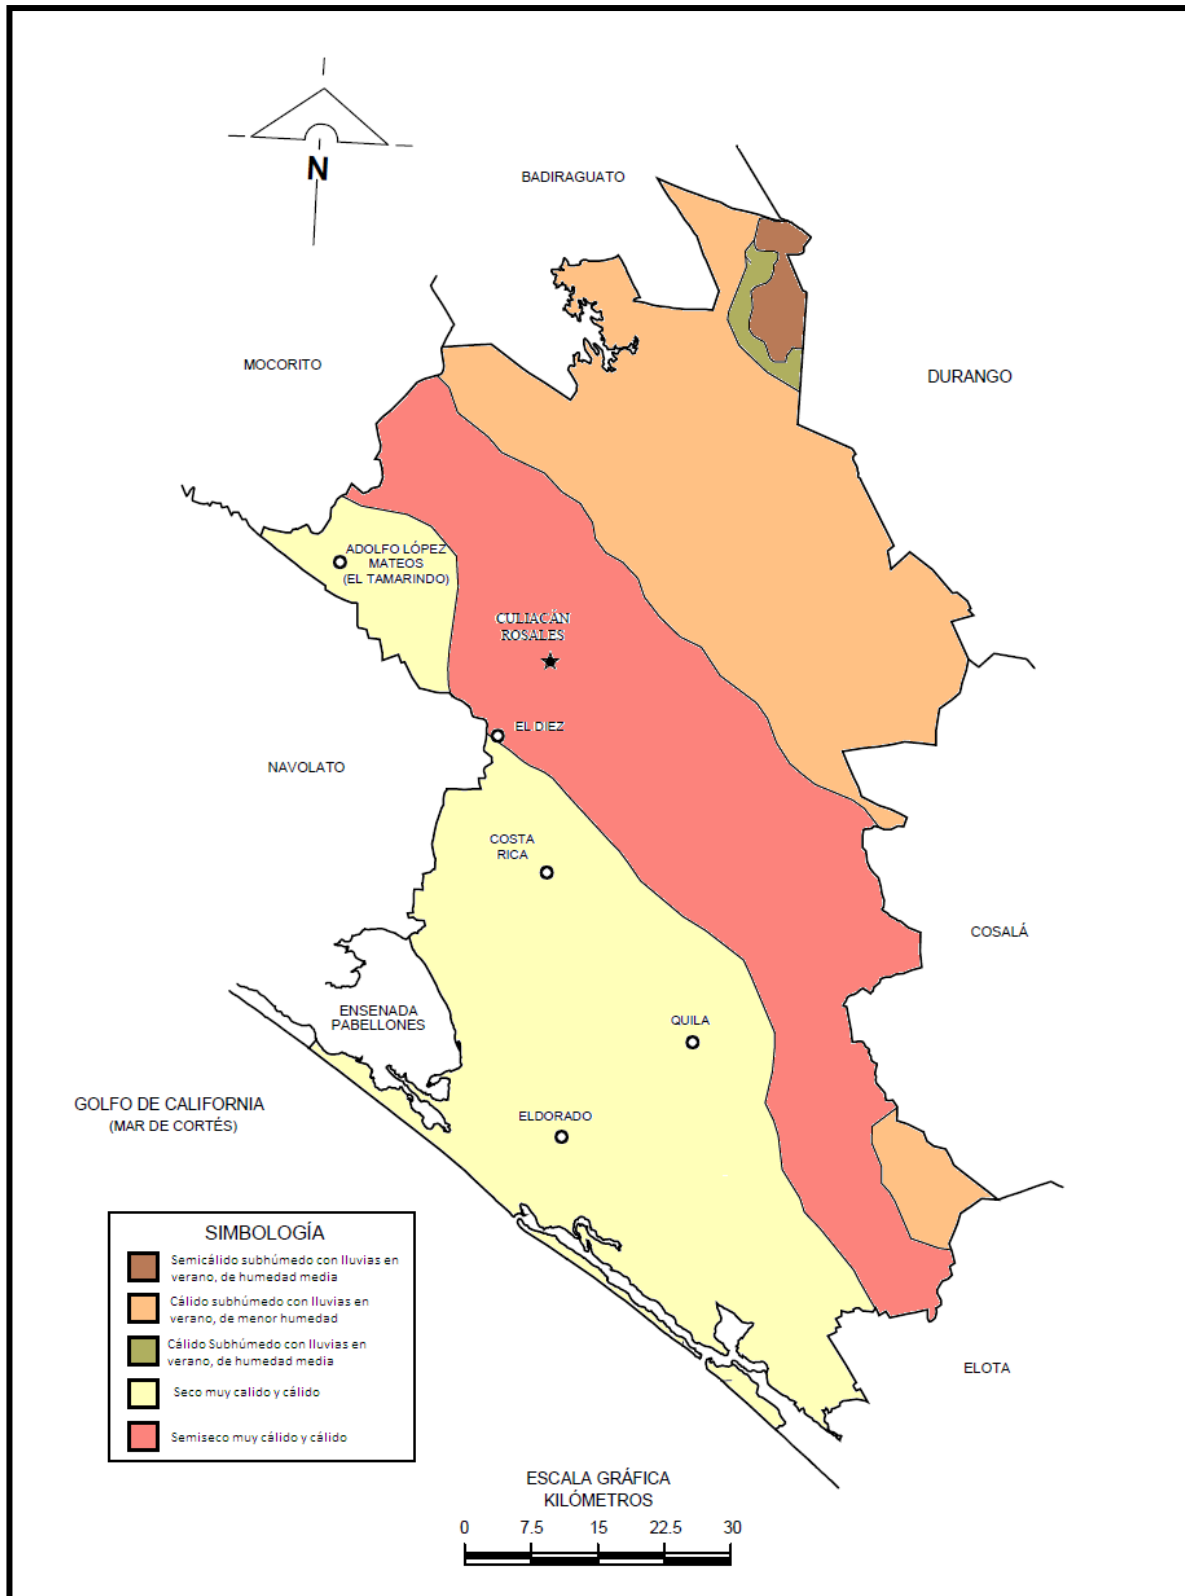 N
BADIRAGUATO
MOCORITO
DURANGO
ADOLFO LÓPEZ
MATEOS
(EL TAMARINDO)
CULIACÁN
ROSALES
EL DIEZ
NAVOLATO
COSTA
RICA
COSALÁ
ENSENADA
PABELLONES
QUILA
GOLFO DE CALIFORNIA
(MAR DE CORTÉS)
ELDORADO
SIMBOLOGÍA
Semicálido subhúmedo con lluvias en
verano, de humedad media
Cálido subhúmedo con lluvias en
verano, de menor humedad
Cálido Subhúmedo con lluvias en
verano, de humedad media
Seco muy calido y cálido
Semiseco muy cálido y cálido
ELOTA
ESCALA GRÁFICA
KILÓMETROS
0 7.5 15 22.5 30